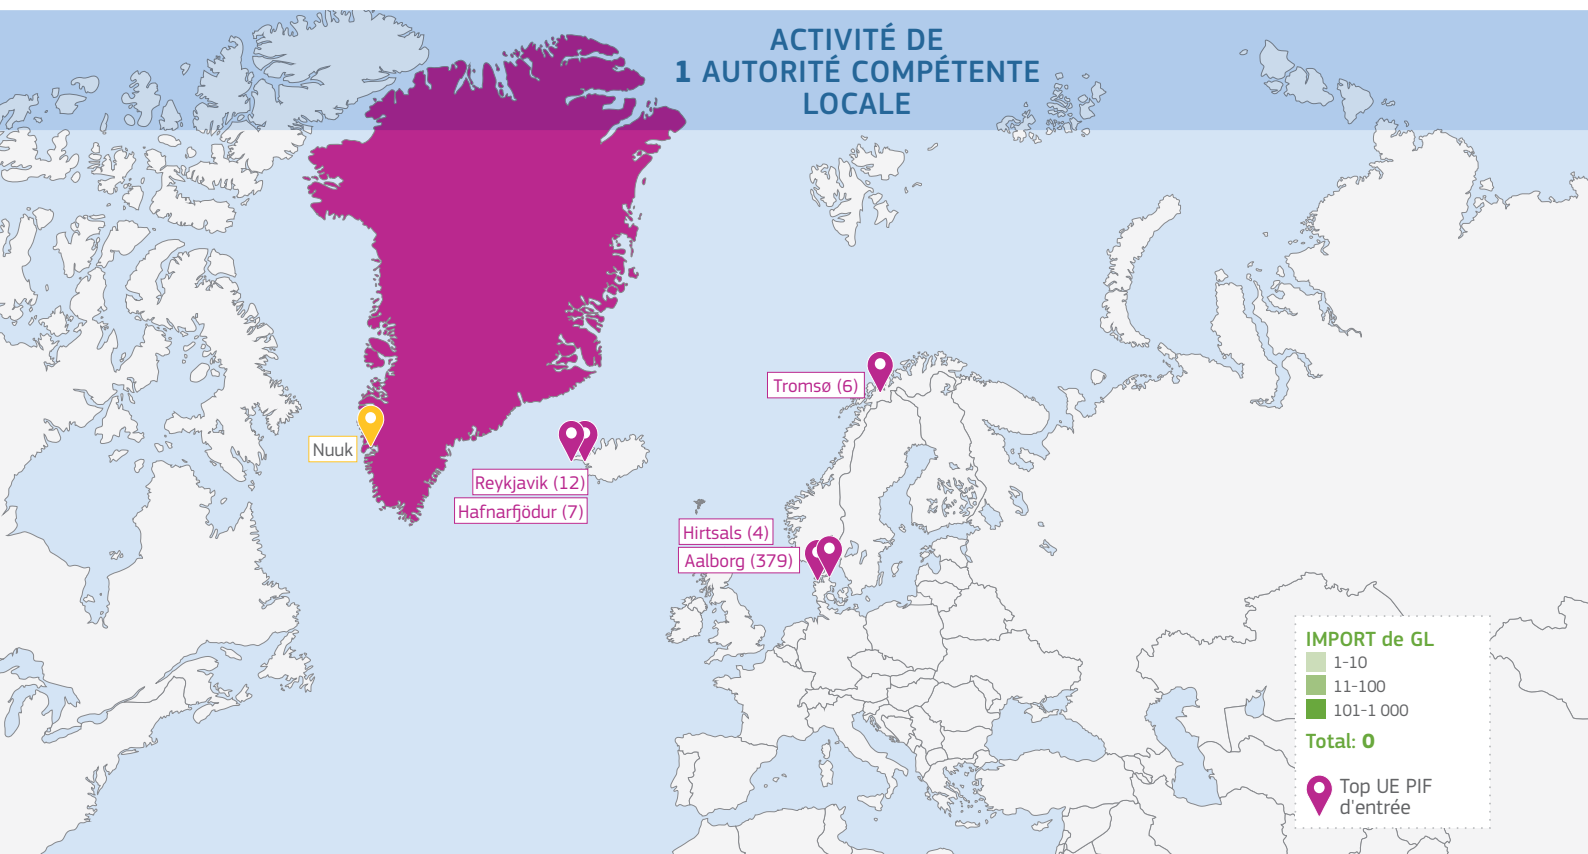 ACTIVITÉ DE
1 AUTORITÉ COMPÉTENTE
LOCALE
Tromsø (6)
Nuuk
Reykjavik (12)
Hafnarfjödur (7)
Hirtsals (4)
Aalborg (379)
IMPORT de GL
1-10
11-100
101-1 000
Total: 0
Top UE PIF
d'entrée